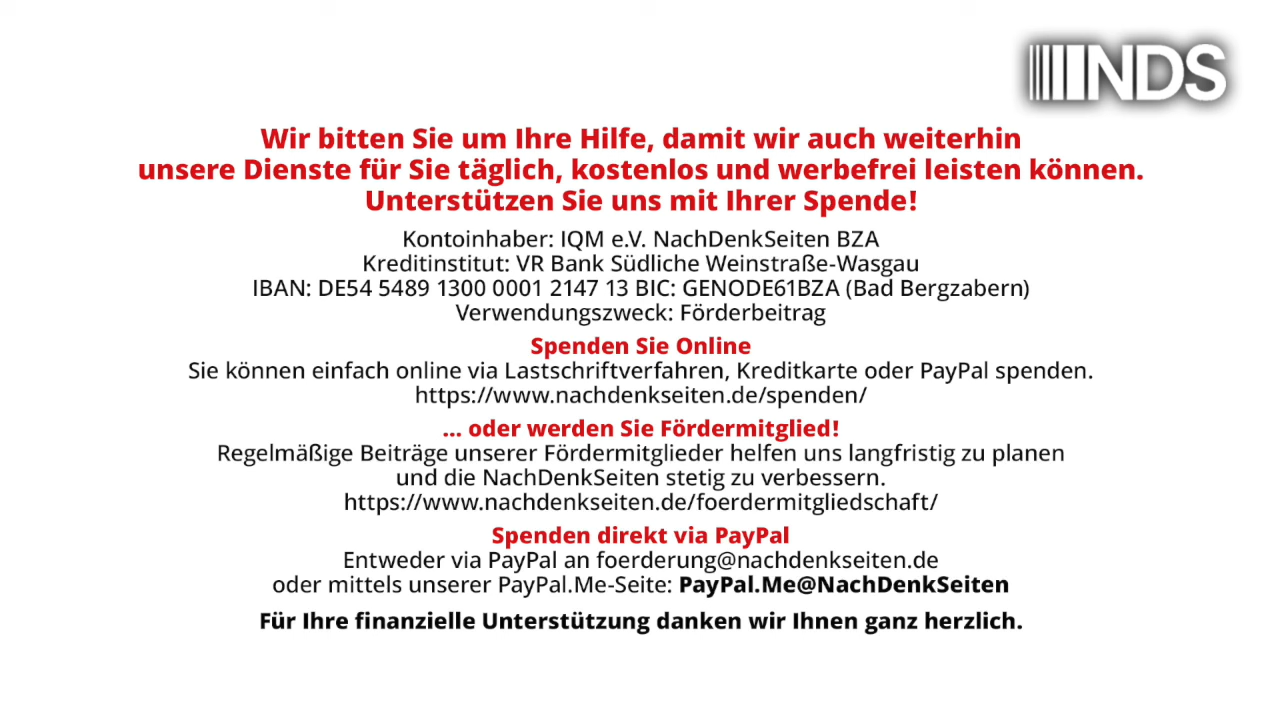 NDS
Wir bitten Sie um Ihre Hilfe, damit wir auch weiterhin
unsere Dienste für Sie täglich, kostenlos und werbefrei leisten können.
Unterstützen Sie uns mit Ihrer Spende!
Kontoinhaber: IQM e.V. NachDenkSeiten BZA
Kreditinstitut: VR Bank Südliche Weinstraße-Wasgau
IBAN: DE54 5489 1300 0001 2147 13 BIC: GENODE61BZA (Bad Bergzabern)
Verwendungszweck: Förderbeitrag
Spenden Sie Online
Sie können einfach online via Lastschriftverfahren, Kreditkarte oder PayPal spenden.
https://www.nachdenkseiten.de/spenden/
... oder werden Sie Fördermitglied!
Regelmäßige Beiträge unserer Fördermitglieder helfen uns langfristig zu planen
und die NachDenkSeiten stetig zu verbessern.
https://www.nachdenkseiten.de/foerdermitgliedschaft/
Spenden direkt via PayPal
Entweder via PayPal an foerderung@nachdenkseiten.de
oder mittels unserer PayPal.Me-Seite: PayPal.Me@NachDenkSeiten
Für Ihre finanzielle Unterstützung danken wir Ihnen ganz herzlich.